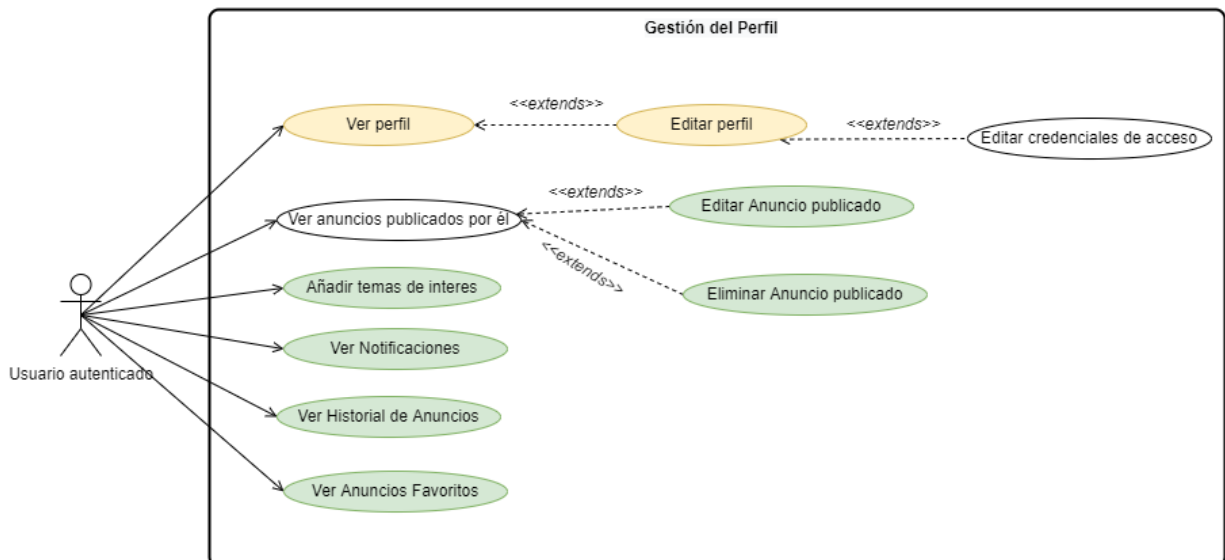 Gestión del Perfil
<<extends>>
Ver perfil
Editar perfil
<<extends>>
Editar credenciales de acceso
<<extends>>
Ver anuncios publicados por él
Editar Anuncio publicado
<<extends>>
Añadir temas de interes
Eliminar Anuncio publicado
Ver Notificaciones
Usuario autenticado
Ver Historial de Anuncios
Ver Anuncios Favoritos